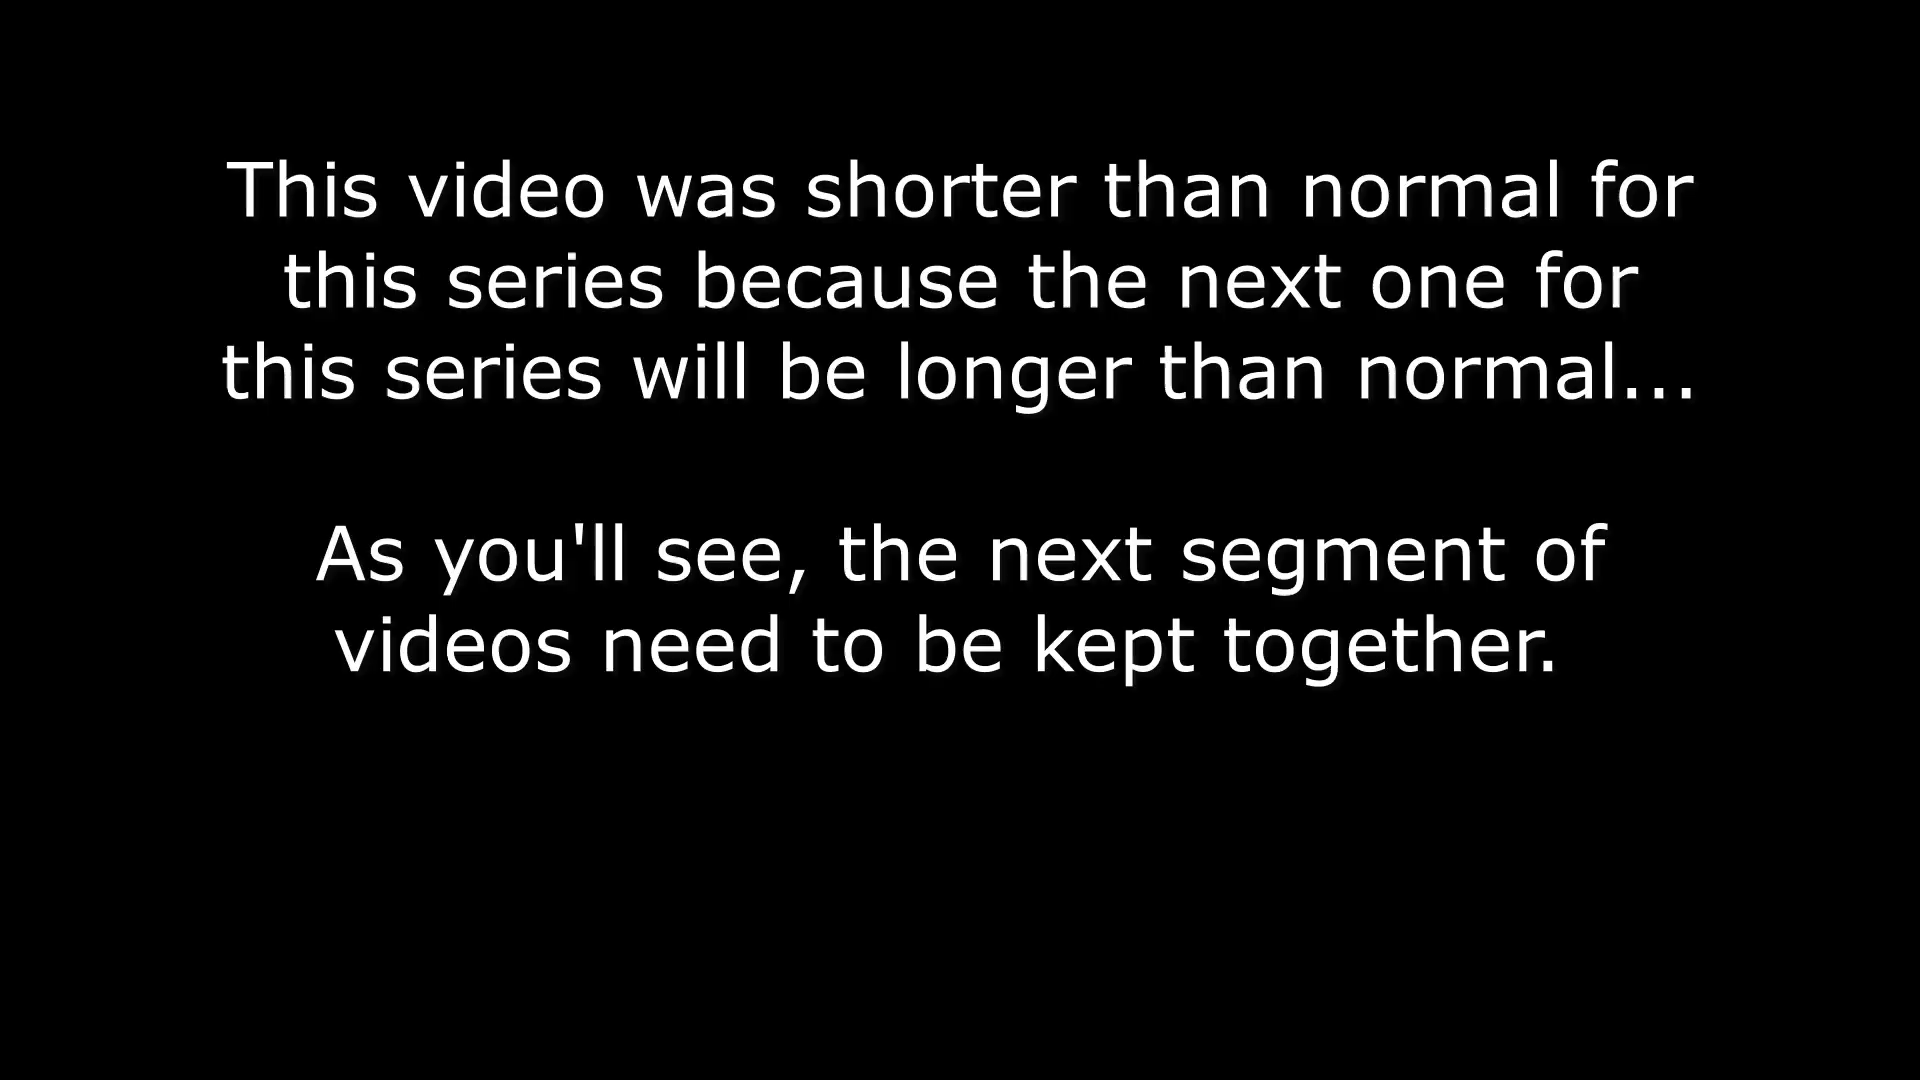 This video was shorter than normal for
this series because the next one for
this series will be longer than normal...
As you'll see, the next segment of
videos need to be kept together.